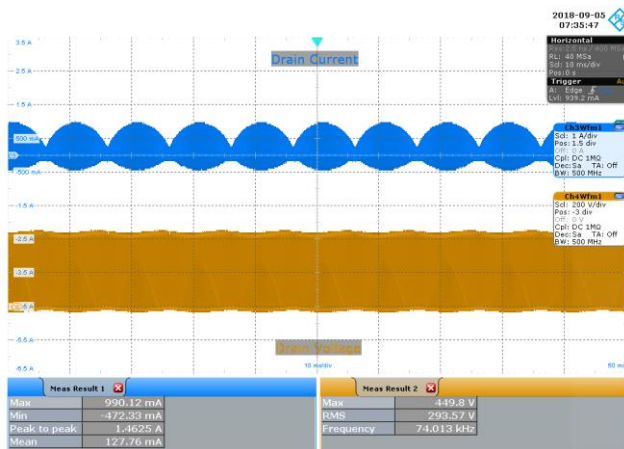 2018-09-05
07:35:47
Horizontal
RL: 40 MSa
Scl: 10 ms/div
Pos:0 s
Trigger
A: Edge
Lvl: 939.2 mA
3.5 A
2.5 A
1.5 A
500 mA
-500 mA
-1.5 A
-2.5 A
-3.5 A
-5.5 A
-6.5 A
Drain Current
Ch3Wfm1
Scl: 1 A/div
Pos: 1.5 div
Off: 0 A
Cpl: DC 1MΩ
Dec:Sa TA: Off
BW: 500 MHz
Ch4Wfm1
Scl: 200 V/div
Pos: -3 div
Off: 0 V
Cpl: DC 1MΩ
Dec:Sa TA: Off
BW: 500 MHz
Drain Voltage
10 ms/div
50 ms
Meas Result 1
Max 990.12 mA
Min -472.33 mA
Peak to peak 1.4625 A
Mean 127.76 mA
Meas Result 2
Max 449.8 V
RMS 293.57 V
Frequency 74.013 kHz